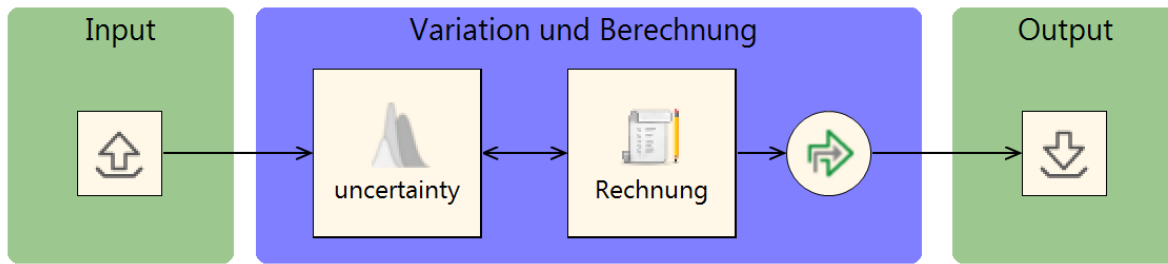 Input
Variation und Berechnung
Output
uncertainty
Rechnung